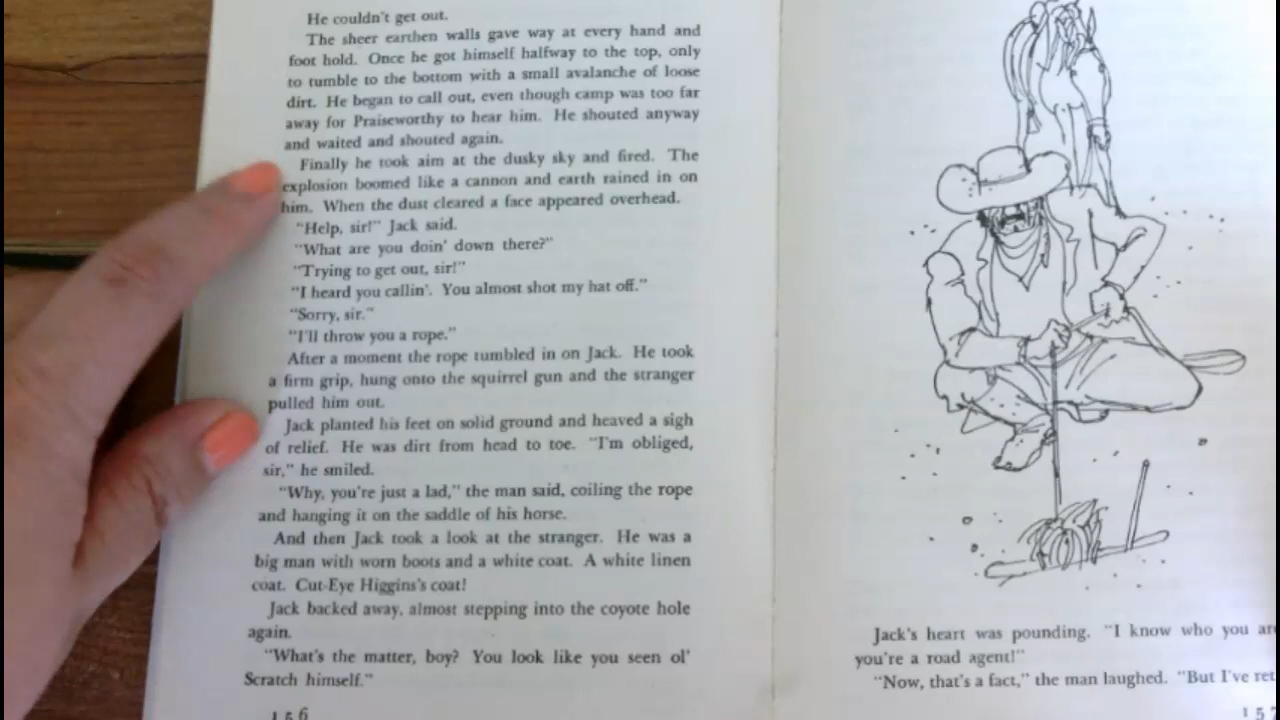 He couldn't get out.
The sheer earthen walls gave way at every hand and
foot hold. Once he got himself halfway to the top, only
to tumble to the bottom with a small avalanche of loose
dirt. He began to call out, even though camp was too far
away for Praiseworthy to hear him. He shouted anyway
and waited and shouted again.
Finally he took aim at the dusky sky and fired. The
explosion boomed like a cannon and earth rained in on
him. When the dust cleared a face appeared overhead.
"Help, sir!" Jack said.
"What are you doin' down there?"
"Trying to get out, sir!"
"I heard you callin'. You almost shot my hat off."
"Sorry, sir."
"I'll throw you a rope."
After a moment the rope tumbled in on Jack. He took
a firm grip, hung onto the squirrel gun and the stranger
pulled him out.
Jack planted his feet on solid ground and heaved a sigh
of relief. He was dirt from head to toe. "I'm obliged,
sir," he smiled.
"Why, you're just a lad," the man said, coiling the rope
and hanging it on the saddle of his horse.
And then Jack took a look at the stranger. He was a
big man with worn boots and a white coat. A white linen
coat. Cut-Eye Higgins's coat!
Jack backed away, almost stepping into the coyote hole
again.
"What's the matter, boy? You look like you seen ol'
Scratch himself."
156
Jack's heart was pounding. "I know who you
you're a road agent!"
"Now, that's a fact," the man laughed. "But I've